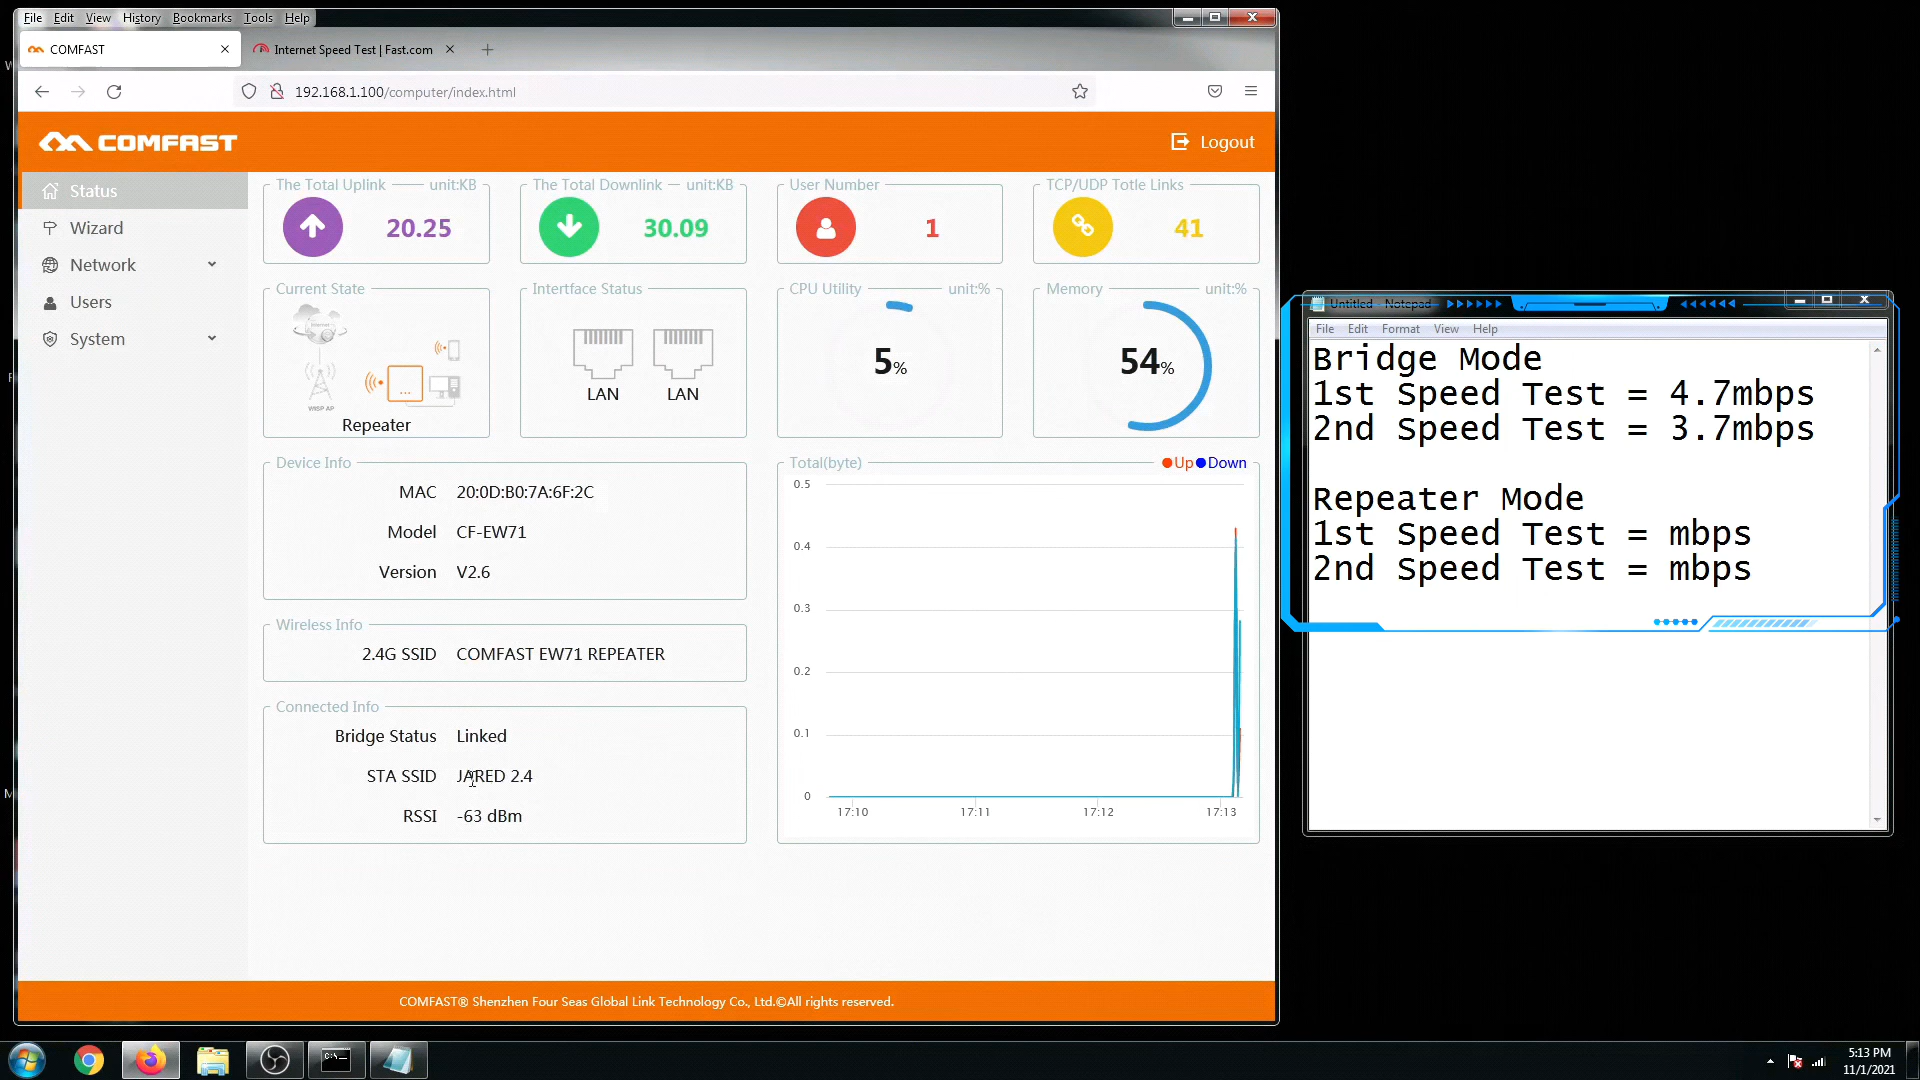 File Edit View History Bookmarks Tools Help
COMFAST
Internet Speed Test | Fast.com
192.168.1.100/computer/index.html
COMFAST
Logout
Status
Wizard
Network
Users
System
The Total Uplink unit:KB
20.25
The Total Downlink unit:KB
30.09
User Number
1
TCP/UDP Totle Links
41
Current State
Internet
WISP AP
Repeater
Intertface Status
LAN LAN
CPU Utility unit:%
5%
Memory unit:%
54%
Device Info
MAC 20:0D:B0:7A:6F:2C
Model CF-EW71
Version V2.6
Wireless Info
2.4G SSID COMFAST EW71 REPEATER
Connected Info
Bridge Status Linked
STA SSID JARED 2.4
RSSI -63 dBm
Total(byte) Up Down
0.5
0.4
0.3
0.2
0.1
0
17:10 17:11 17:12 17:13
COMFAST® Shenzhen Four Seas Global Link Technology Co., Ltd.©All rights reserved.
Untitled - Notepad
File Edit Format View Help
Bridge Mode
1st Speed Test = 4.7mbps
2nd Speed Test = 3.7mbps
Repeater Mode
1st Speed Test = mbps
2nd Speed Test = mbps
C:\
5:13 PM
11/1/2021